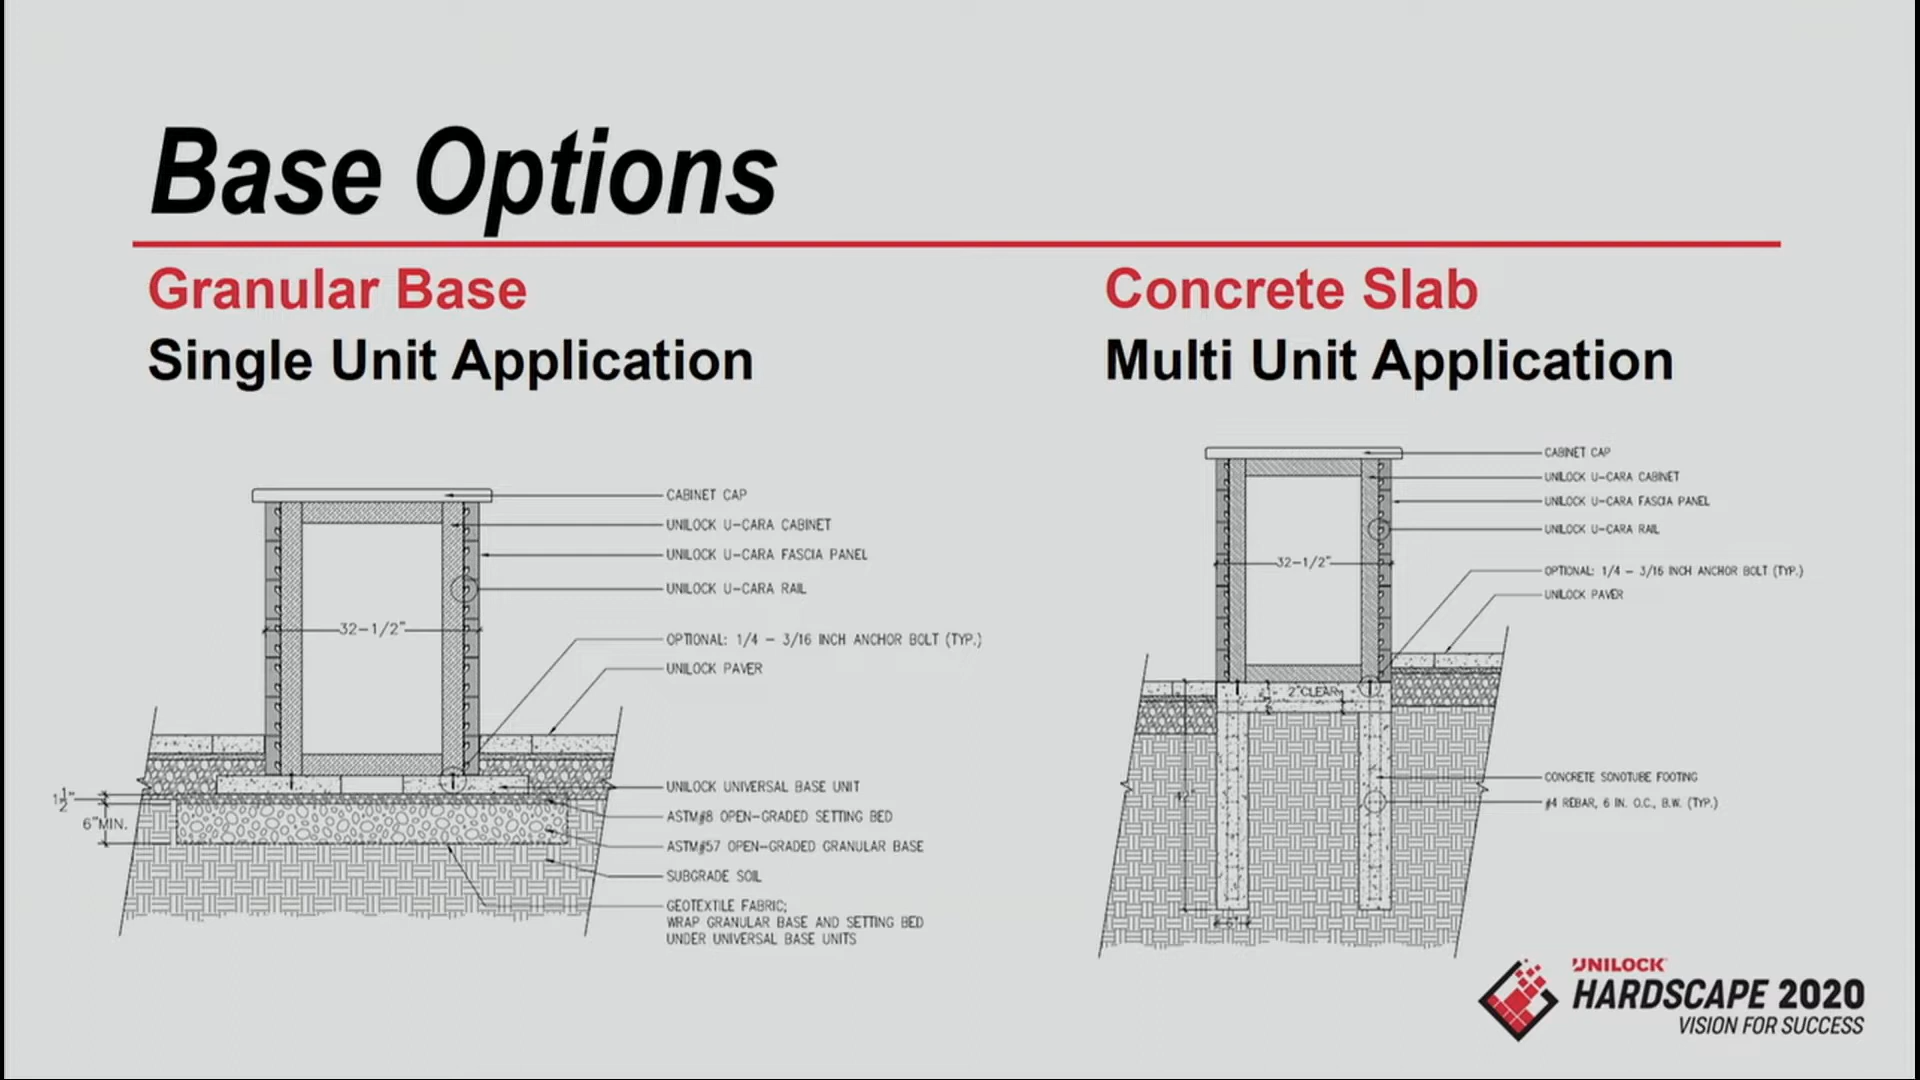 Base Options
Granular Base
Single Unit Application
CABINET CAP
UNILOCK U-CARA CABINET
UNILOCK U-CARA FASCIA PANEL
UNILOCK U-CARA RAIL
32-1/2"
OPTIONAL: 1/4 - 3/16 INCH ANCHOR BOLT (TYP.)
UNILOCK PAVER
UNILOCK UNIVERSAL BASE UNIT
1 1/2"
ASTM#8 OPEN-GRADED SETTING BED
6"MIN.
ASTM#57 OPEN-GRADED GRANULAR BASE
SUBGRADE SOIL
GEOTEXTILE FABRIC;
WRAP GRANULAR BASE AND SETTING BED
UNDER UNIVERSAL BASE UNITS
Concrete Slab
Multi Unit Application
CABINET CAP
UNILOCK U-CARA CABINET
UNILOCK U-CARA FASCIA PANEL
UNILOCK U-CARA RAIL
32-1/2"
OPTIONAL: 1/4 - 3/16 INCH ANCHOR BOLT (TYP.)
UNILOCK PAVER
2"CLEAR
CONCRETE SONOTUBE FOOTING
#4 REBAR, 6 IN. O.C., B.W. (TYP.)
6"
UNILOCK
HARDSCAPE 2020
VISION FOR SUCCESS